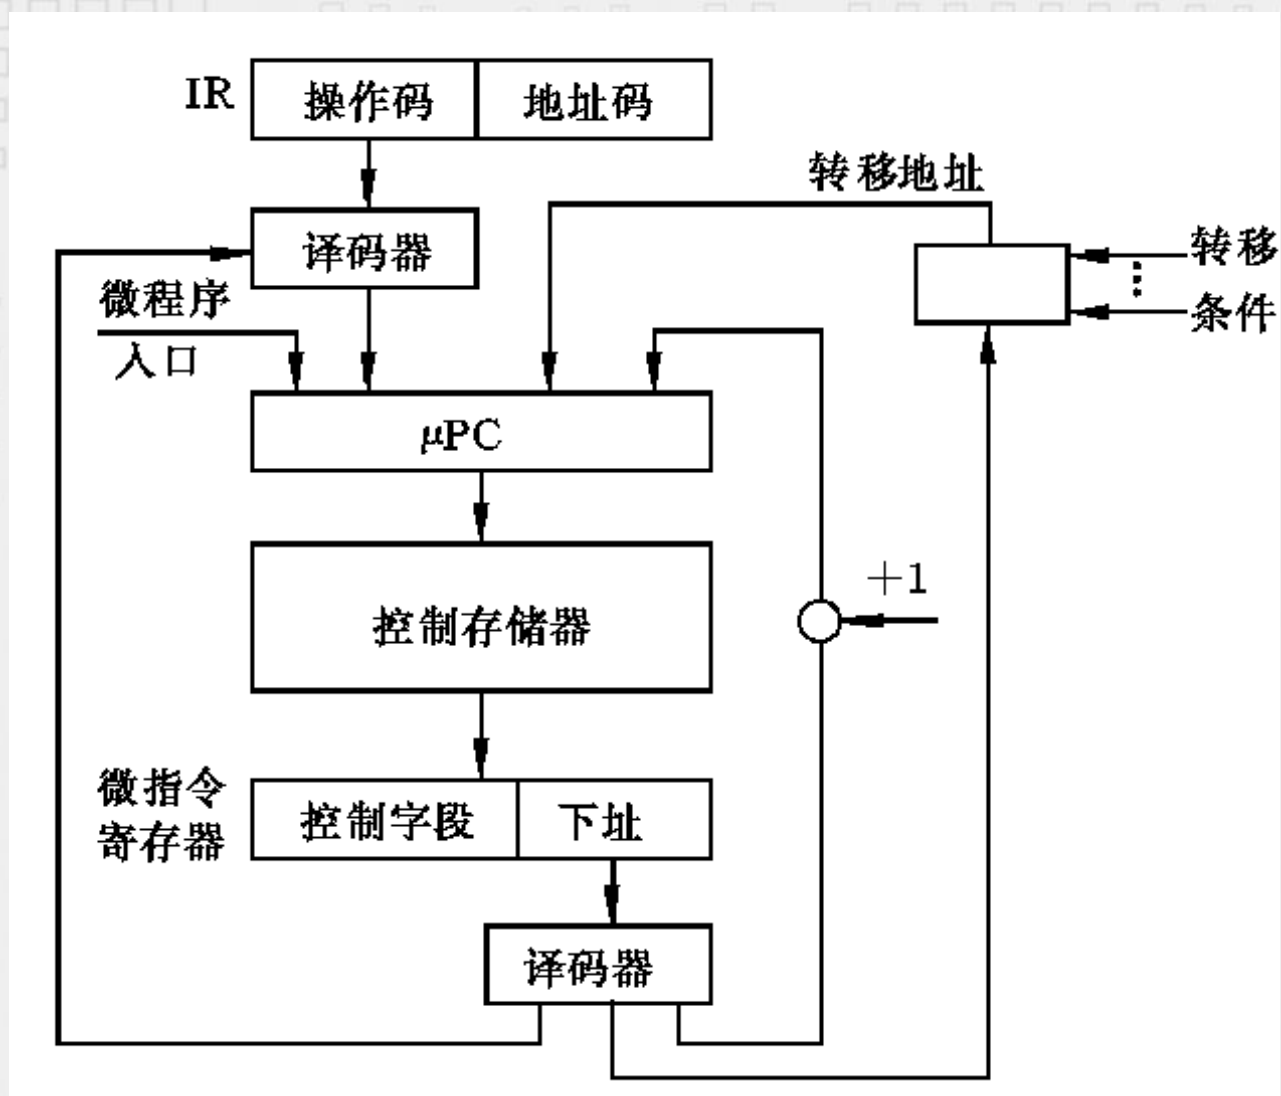 IR
操作码
地址码
转移地址
译码器
转移
条件
微程序
入口
μPC
+1
控制存储器
微指令
寄存器
控制字段
下址
译码器